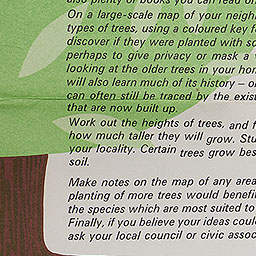 also plenty of books you can read on
On a large-scale map of your neigh
types of trees, using a coloured key f
discover if they were planted with so
perhaps to give privacy or mask a
looking at the older trees in your hom
will also learn much of its history – o
can often still be traced by the exist
that are now built up.
Work out the heights of trees, and f
how much taller they will grow. Stu
your locality. Certain trees grow bes
soil.
Make notes on the map of any area
planting of more trees would benefi
the species which are most suited to
Finally, if you believe your ideas could
ask your local council or civic assoc